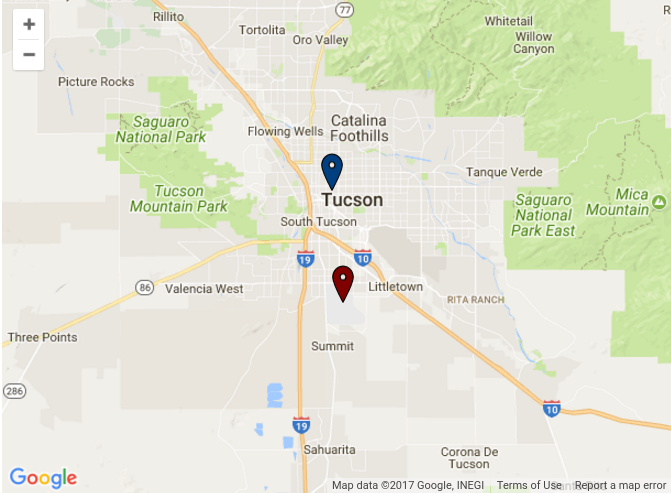 +
77
Rillito
Whitetail
Tortolita
Willow
Canyon
Oro Valley
−
Picture Rocks
Catalina
Foothills
Saguaro
National Park
Flowing Wells
Tanque Verde
Tucson
Mountain Park
Tucson
Saguaro
National
Park East
Mica
Mountain
South Tucson
19
10
86
Valencia West
Littletown
RITA RANCH
Three Points
Summit
286
10
19
Sahuarita
Corona De
Tucson
Google
Map data ©2017 Google, INEGI
Terms of Use
Report a map error